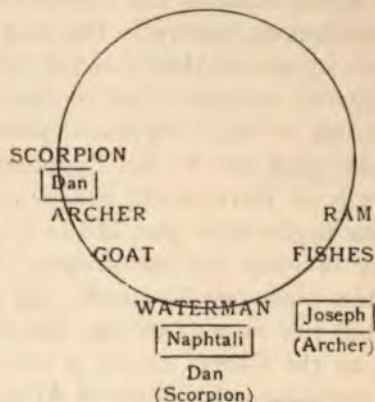 SCORPION
Dan
ARCHER RAM
GOAT FISHES
WATERMAN
Naphtali Joseph
Dan (Archer)
(Scorpion)